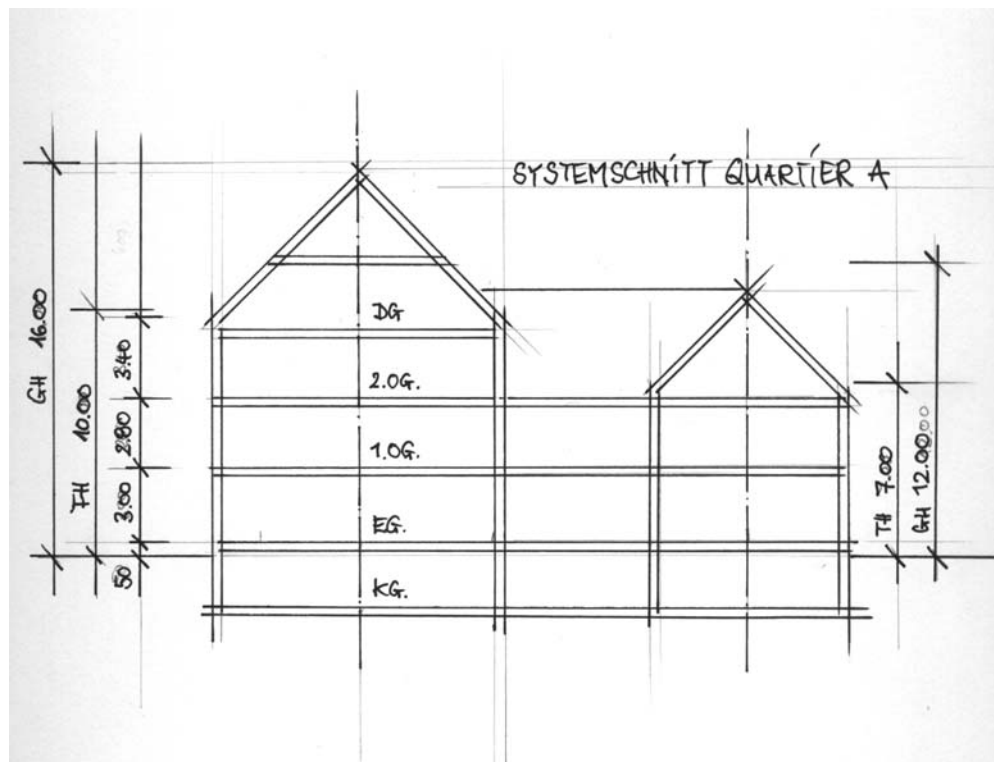 SYSTEMSCHNITT QUARTIER A
GH 16.00
TH 10.00
50 3.00 2.80 3.40
DG
2.OG.
1.OG.
EG.
KG.
TH 7.00
GH 12.00